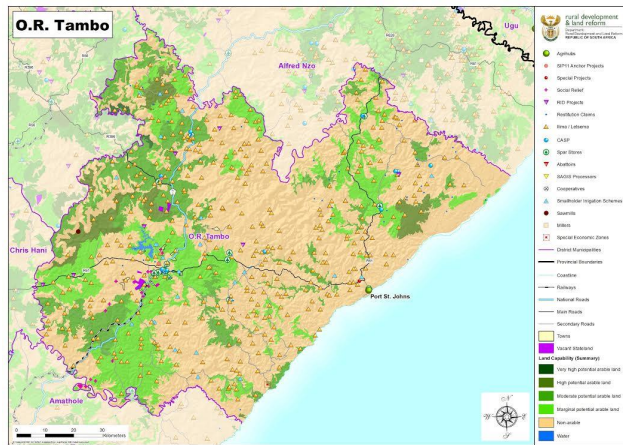 O.R. Tambo
Ugu
Alfred Nzo
O.R. Tambo
Chris Hani
Port St. Johns
Amathole
0 5 10 20 30
Kilometers
rural development
& land reform
Department:
Rural Development and Land Reform
REPUBLIC OF SOUTH AFRICA
Agrihubs
SIP11 Anchor Projects
Special Projects
Social Relief
RID Projects
Restitution Claims
Ilima / Letsema
CASP
Spar Stores
Abattoirs
SAGIS Processors
Cooperatives
Smallholder Irrigation Schemes
Sawmills
Millers
Special Economic Zones
District Municipalities
Provincial Boundaries
Coastline
Railways
National Roads
Main Roads
Secondary Roads
Towns
Vacant Stateland
Land Capability (Summary)
Very high potential arable land
High potential arable land
Moderate potential arable land
Marginal potential arable land
Non-arable
Water